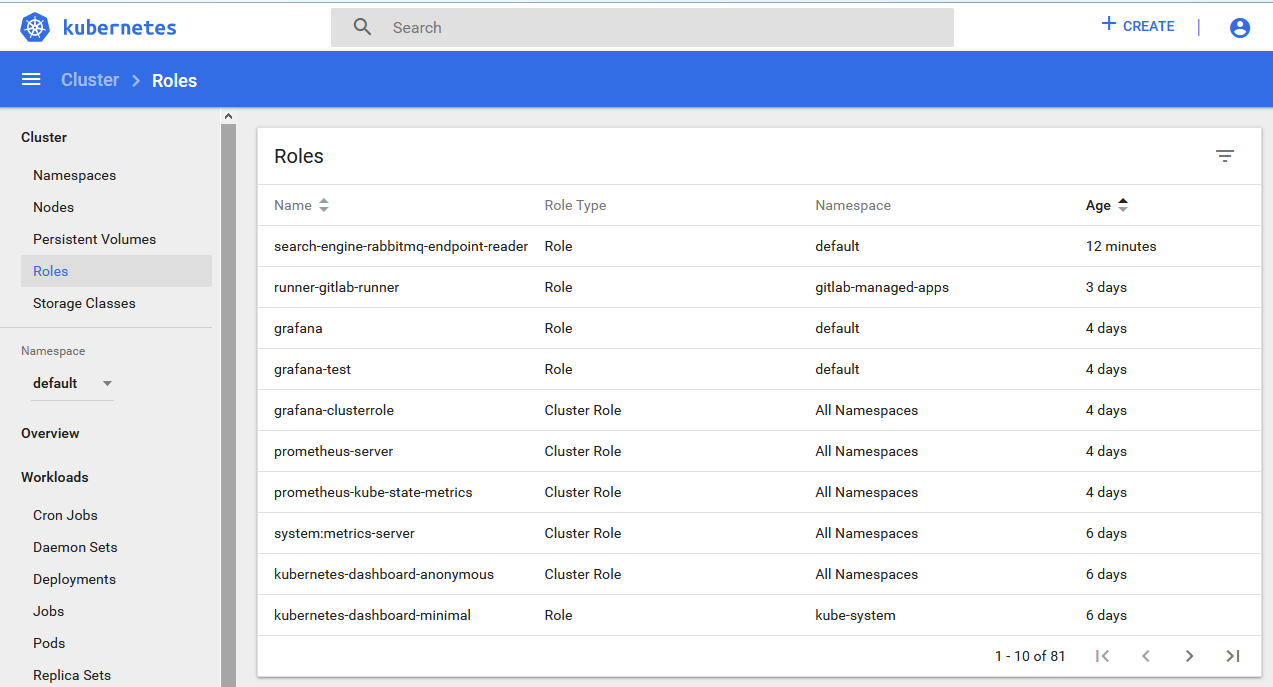 kubernetes
Search
CREATE
Cluster > Roles
Cluster
Namespaces
Nodes
Persistent Volumes
Roles
Storage Classes
Namespace
default
Overview
Workloads
Cron Jobs
Daemon Sets
Deployments
Jobs
Pods
Replica Sets
Roles
Name Role Type Namespace Age
search-engine-rabbitmq-endpoint-reader Role default 12 minutes
runner-gitlab-runner Role gitlab-managed-apps 3 days
grafana Role default 4 days
grafana-test Role default 4 days
grafana-clusterrole Cluster Role All Namespaces 4 days
prometheus-server Cluster Role All Namespaces 4 days
prometheus-kube-state-metrics Cluster Role All Namespaces 4 days
system:metrics-server Cluster Role All Namespaces 6 days
kubernetes-dashboard-anonymous Cluster Role All Namespaces 6 days
kubernetes-dashboard-minimal Role kube-system 6 days
1 - 10 of 81